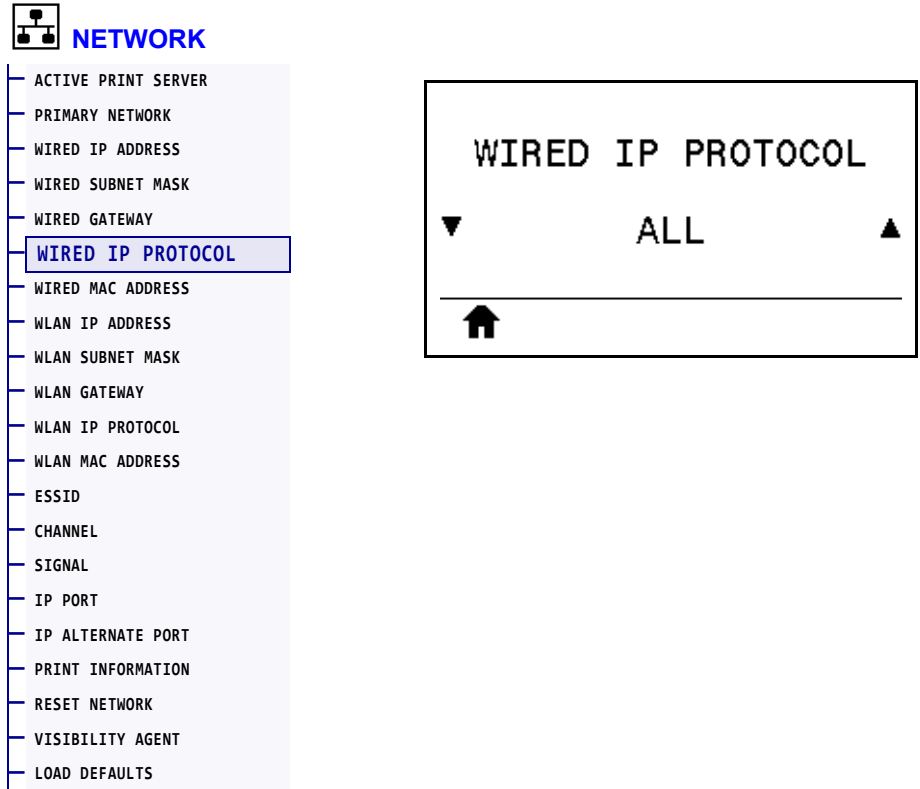 NETWORK
ACTIVE PRINT SERVER
PRIMARY NETWORK
WIRED IP ADDRESS
WIRED SUBNET MASK
WIRED GATEWAY
WIRED IP PROTOCOL
WIRED MAC ADDRESS
WLAN IP ADDRESS
WLAN SUBNET MASK
WLAN GATEWAY
WLAN IP PROTOCOL
WLAN MAC ADDRESS
ESSID
CHANNEL
SIGNAL
IP PORT
IP ALTERNATE PORT
PRINT INFORMATION
RESET NETWORK
VISIBILITY AGENT
LOAD DEFAULTS
WIRED IP PROTOCOL
ALL